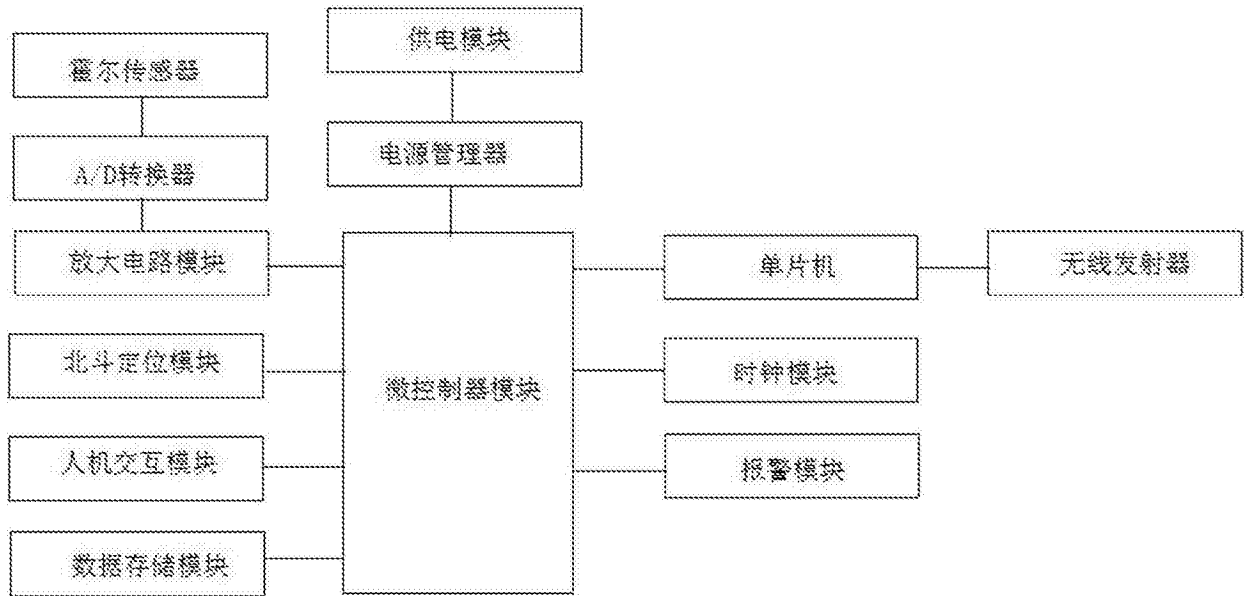 霍尔传感器
供电模块
A/D转换器
电源管理器
放大电路模块
单片机
无线发射器
北斗定位模块
微控制器模块
时钟模块
人机交互模块
报警模块
数据存储模块